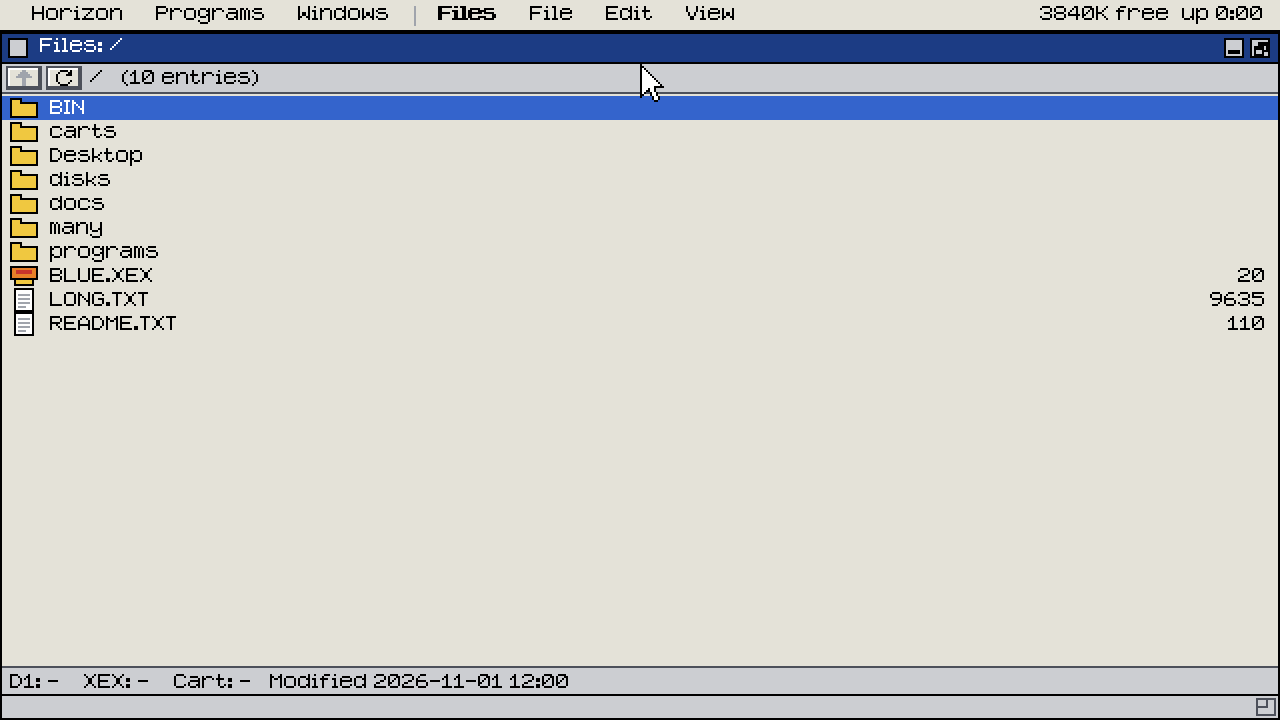 Horizon Programs Windows | Files File Edit View 3840K free up 0:00
Files: /
/ (10 entries)
BIN
carts
Desktop
disks
docs
many
programs
BLUE.XEX 20
LONG.TXT 9635
README.TXT 110
D1: - XEX: - Cart: - Modified 2026-11-01 12:00